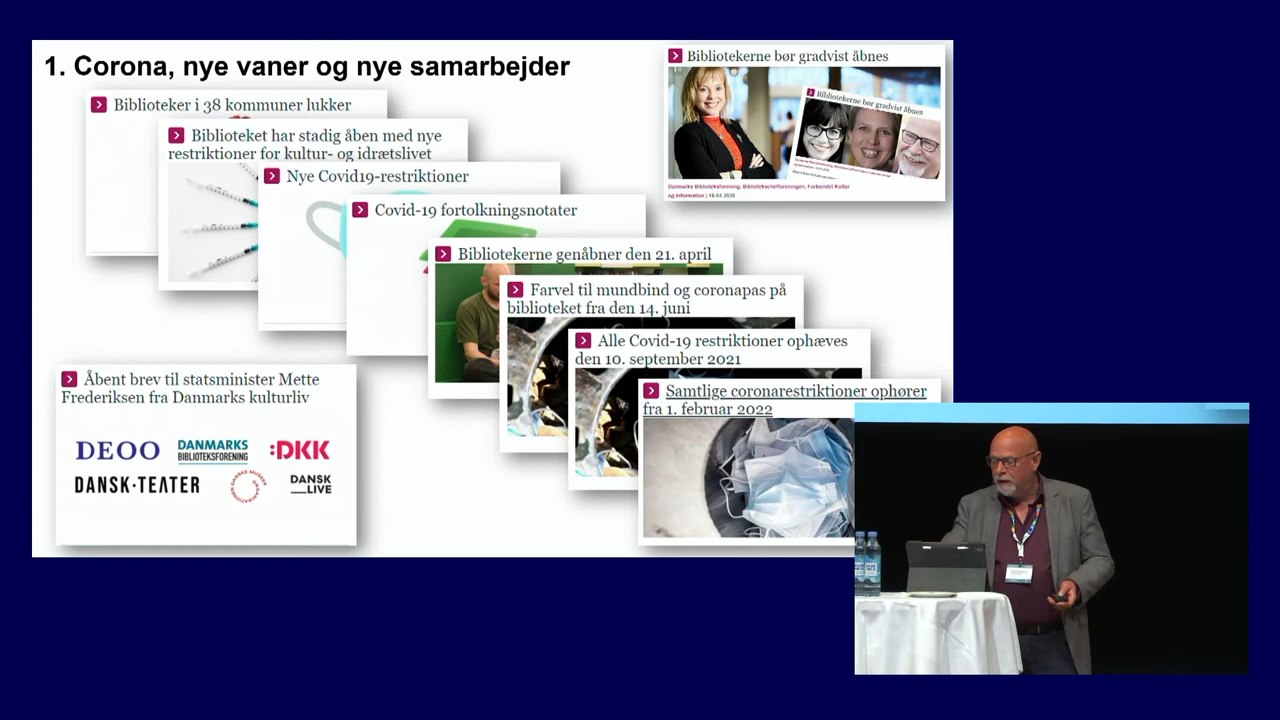 1. Corona, nye vaner og nye samarbejder
Biblioteker i 38 kommuner lukker
Biblioteket har stadig åben med nye
restriktioner for kultur- og idrætslivet
Nye Covid19-restriktioner
Covid-19 fortolkningsnotater
Bibliotekerne genåbner den 21. april
Farvel til mundbind og coronapas på
biblioteket fra den 14. juni
Alle Covid-19 restriktioner ophæves
den 10. september 2021
Samtlige coronarestriktioner ophører
fra 1. februar 2022
Bibliotekerne bør gradvist åbnes
Bibliotekerne bør gradvist åbnes
Danmarks Biblioteksforening, Bibliotekschefforeningen, Forbundet Kultur
og Information | 18 04 2020
Åbent brev til statsminister Mette
Frederiksen fra Danmarks kulturliv
DEOO
DANMARKS
BIBLIOTEKSFORENING
:DKK
DANSK·TEATER
DANSKE MUSEER
DANSK
LIVE